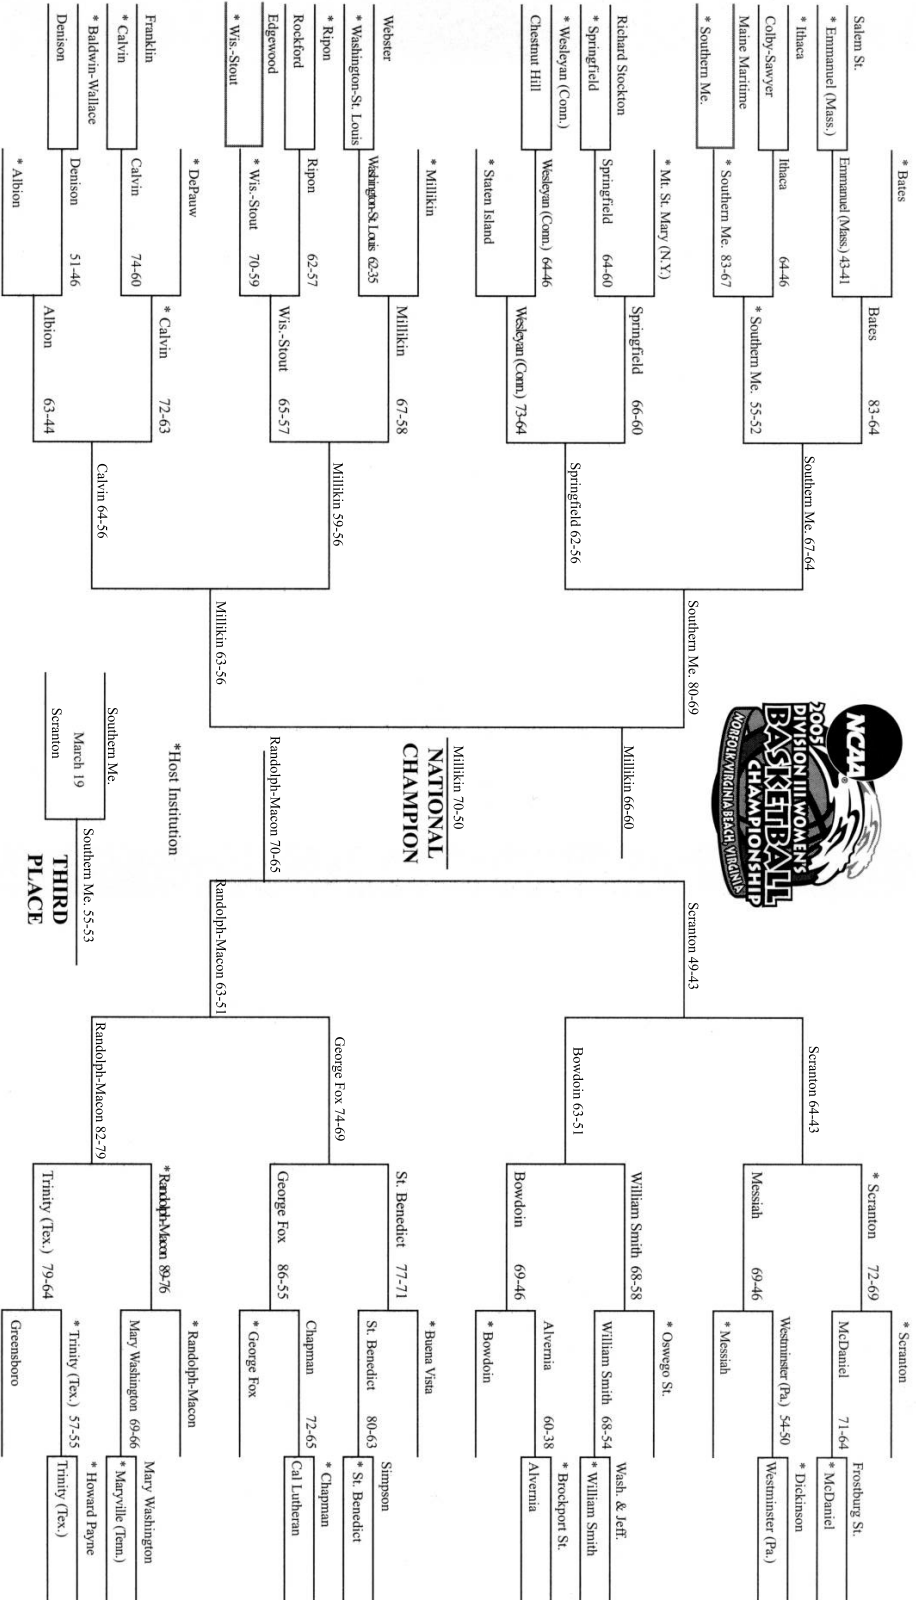 Salem St.
* Emmanuel (Mass.)
* Ithaca
Colby-Sawyer
Maine Maritime
* Southern Me.
Richard Stockton
* Springfield
* Wesleyan (Conn.)
Chestnut Hill
Webster
* Washington-St. Louis
* Ripon
Rockford
Edgewood
* Wis.-Stout
Franklin
* Calvin
* Baldwin-Wallace
Denison
* Bates
Emmanuel (Mass.) 43-41
Ithaca 64-46
* Southern Me. 83-67
* Mt. St. Mary (N.Y.)
Springfield 64-60
Wesleyan (Conn.) 64-46
* Staten Island
* Millikin
Washington-St. Louis 62-35
Ripon 62-57
* Wis.-Stout 70-59
* DePauw
Calvin 74-60
Denison 51-46
* Albion
Bates 83-64
* Southern Me. 55-52
Springfield 66-60
Wesleyan (Conn.) 73-64
Millikin 67-58
Wis.-Stout 65-57
* Calvin 72-63
Albion 63-44
Southern Me. 67-64
Springfield 62-56
Millikin 59-56
Calvin 64-56
Southern Me. 80-69
Millikin 63-56
NCAA
®
2005
DIVISION III WOMEN'S
BASKETBALL
CHAMPIONSHIP
NORFOLK/VIRGINIA BEACH, VIRGINIA
Millikin 66-60
Millikin 70-50
NATIONAL
CHAMPION
Randolph-Macon 70-65
*Host Institution
Southern Me.
March 19
Scranton
Southern Me. 55-53
THIRD
PLACE
Scranton 49-43
Randolph-Macon 63-51
Scranton 64-43
Bowdoin 63-51
George Fox 74-69
Randolph-Macon 82-79
* Scranton 72-69
Messiah 69-46
William Smith 68-58
Bowdoin 69-46
St. Benedict 77-71
George Fox 86-55
* Randolph-Macon 89-76
Trinity (Tex.) 79-64
* Scranton
McDaniel 71-64
Westminster (Pa.) 54-50
* Messiah
* Oswego St.
William Smith 68-54
Alvernia 60-38
* Bowdoin
* Buena Vista
St. Benedict 80-63
Chapman 72-65
* George Fox
* Randolph-Macon
Mary Washington 69-66
* Trinity (Tex.) 57-55
Greensboro
Frostburg St.
* McDaniel
* Dickinson
Westminster (Pa.)
Wash. & Jeff.
* William Smith
* Brockport St.
Alvernia
Simpson
* St. Benedict
* Chapman
Cal Lutheran
Mary Washington
* Maryville (Tenn.)
* Howard Payne
Trinity (Tex.)